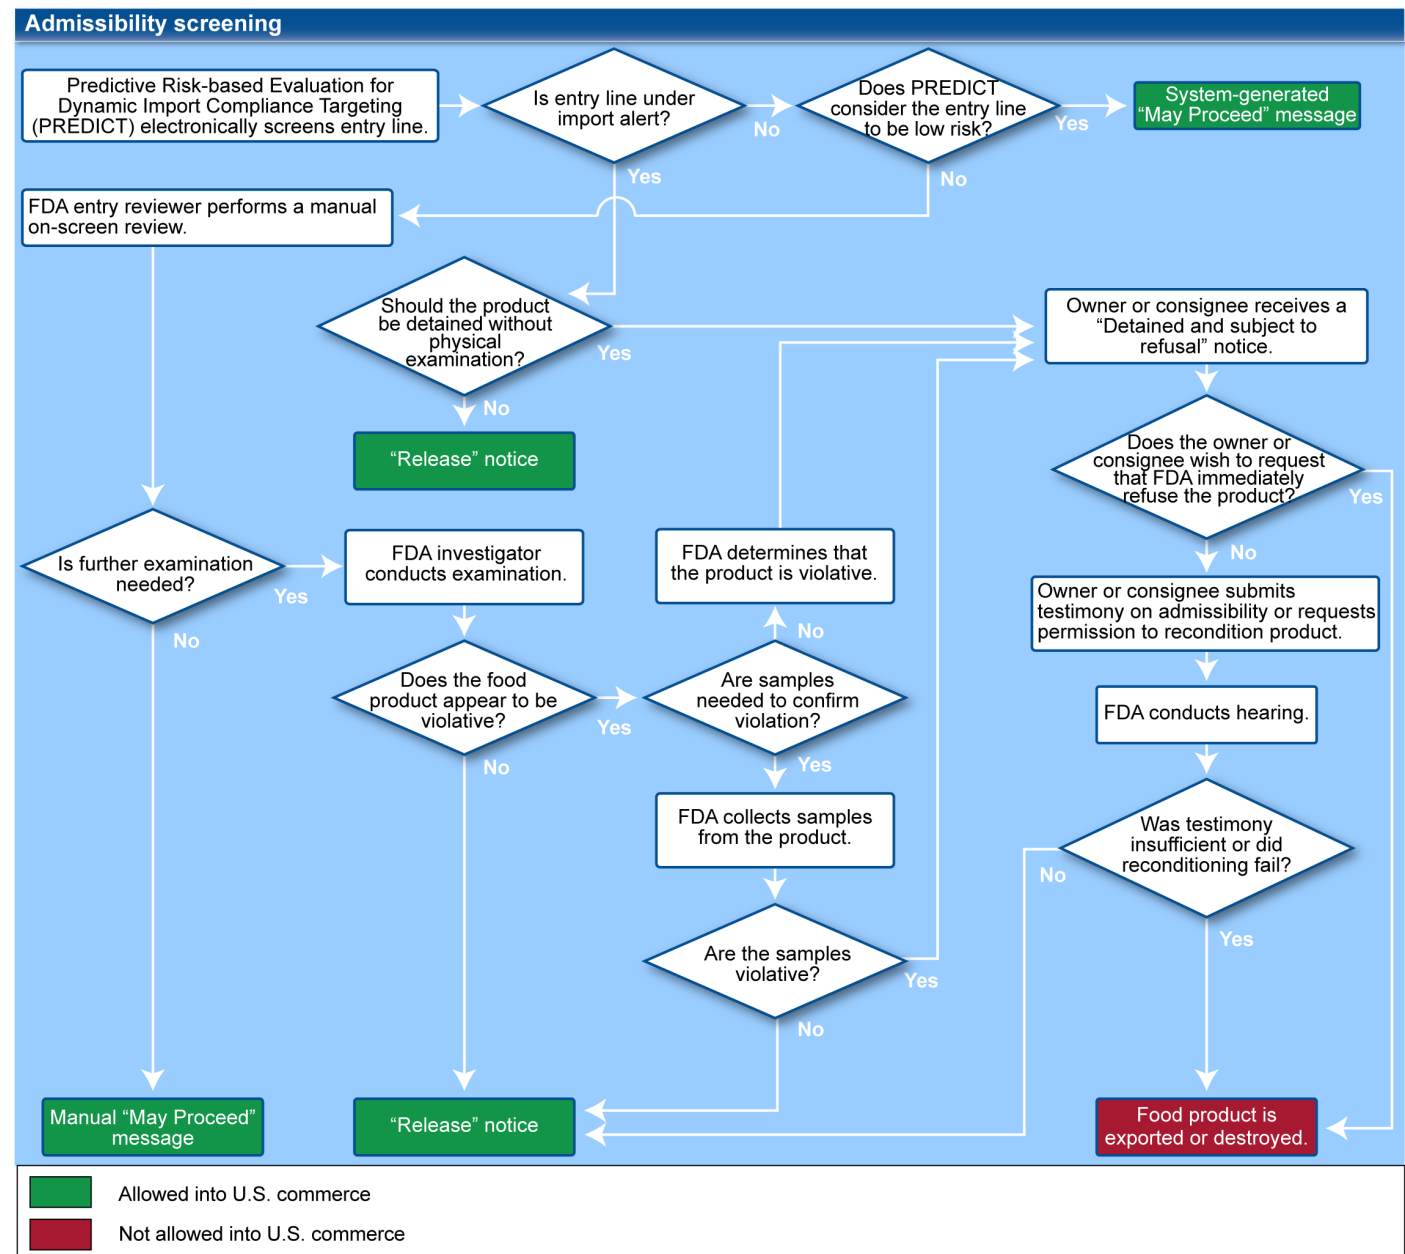 Admissibility screening
Predictive Risk-based Evaluation for
Dynamic Import Compliance Targeting
(PREDICT) electronically screens entry line.
Is entry line under
import alert?
No
Yes
Does PREDICT
consider the entry line
to be low risk?
Yes
No
System-generated
“May Proceed” message
FDA entry reviewer performs a manual
on-screen review.
Should the product
be detained without
physical
examination?
Yes
No
“Release” notice
Owner or consignee receives a
“Detained and subject to
refusal” notice.
Does the owner or
consignee wish to request
that FDA immediately
refuse the product?
Yes
No
Is further examination
needed?
Yes
No
FDA investigator
conducts examination.
FDA determines that
the product is violative.
No
Owner or consignee submits
testimony on admissibility or requests
permission to recondition product.
Does the food
product appear to be
violative?
Yes
No
Are samples
needed to confirm
violation?
Yes
FDA conducts hearing.
FDA collects samples
from the product.
Was testimony
insufficient or did
reconditioning fail?
No
Yes
Are the samples
violative?
Yes
No
Manual “May Proceed”
message
“Release” notice
Food product is
exported or destroyed.
Allowed into U.S. commerce
Not allowed into U.S. commerce